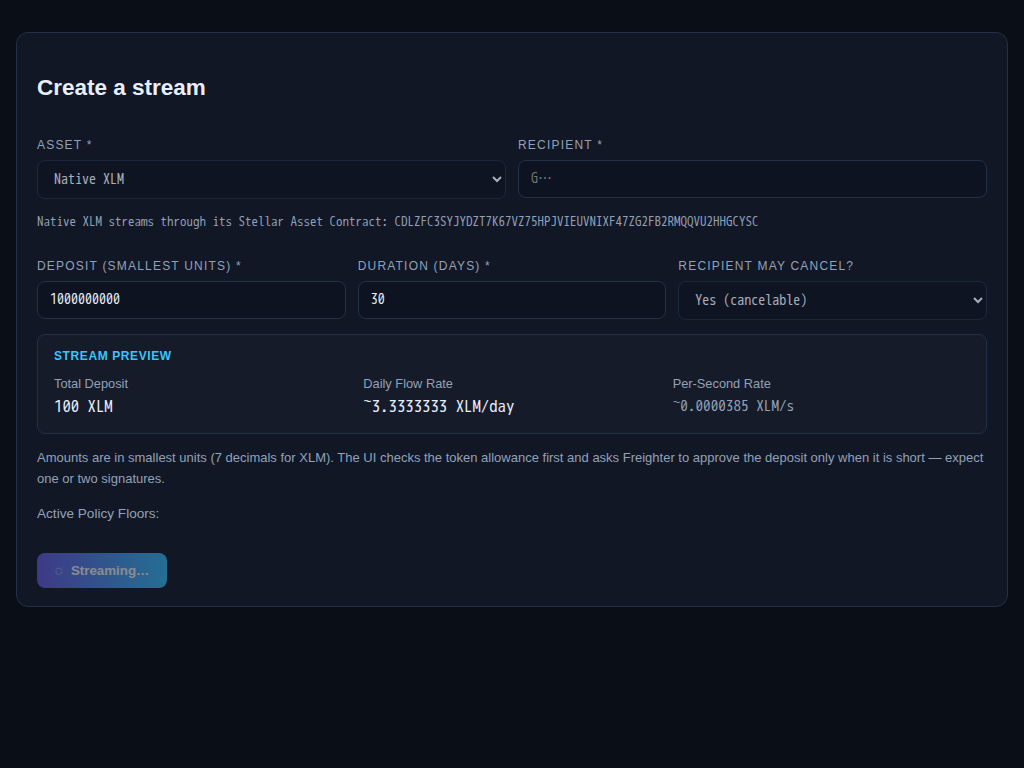 Create a stream
ASSET *
RECIPIENT *
Native XLM
G…
Native XLM streams through its Stellar Asset Contract: CDLZFC3SYJYDZT7K67VZ75HPJVIEUVNIXF47ZG2FB2RMQQVU2HHGCYSC
DEPOSIT (SMALLEST UNITS) *
DURATION (DAYS) *
RECIPIENT MAY CANCEL?
1000000000
30
Yes (cancelable)
STREAM PREVIEW
Total Deposit
Daily Flow Rate
Per-Second Rate
100 XLM
~3.3333333 XLM/day
~0.0000385 XLM/s
Amounts are in smallest units (7 decimals for XLM). The UI checks the token allowance first and asks Freighter to approve the deposit only when it is short — expect
one or two signatures.
Active Policy Floors:
Streaming…